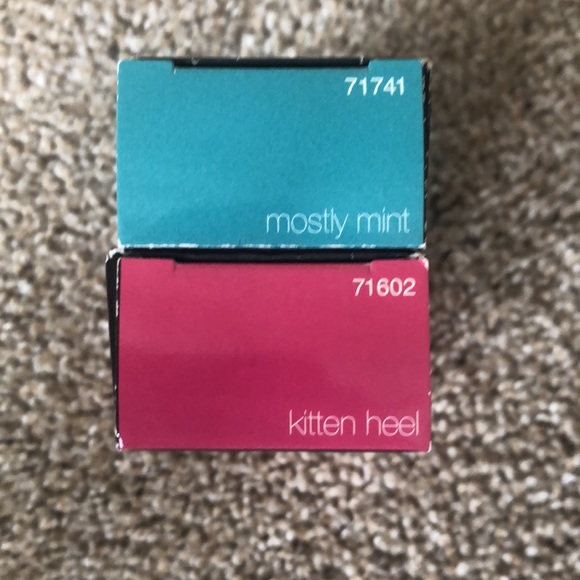 71741
mostly mint
71602
kitten heel